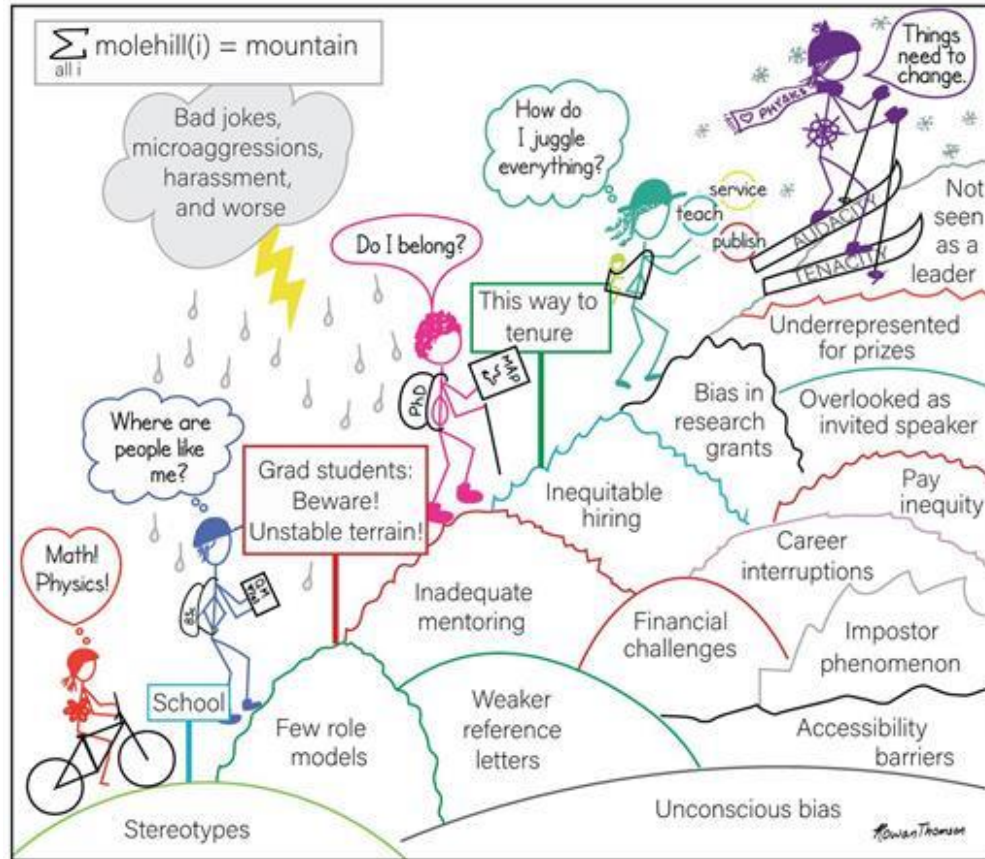 ∑ molehill(i) = mountain
all i
Bad jokes,
microaggressions,
harassment,
and worse
Things
need to
change.
♡ PHYSICS
How do
I juggle
everything?
service
teach
publish
AUDACITY
TENACITY
Not
seen
as a
leader
Do I belong?
This way to
tenure
MAP
PhD
Underrepresented
for prizes
Bias in
research
grants
Overlooked as
invited speaker
Where are
people like
me?
Grad students:
Beware!
Unstable terrain!
Inequitable
hiring
Pay
inequity
Math!
Physics!
BSc
QM
Career
interruptions
Inadequate
mentoring
Financial
challenges
Impostor
phenomenon
School
Few role
models
Weaker
reference
letters
Accessibility
barriers
Stereotypes
Unconscious bias
RowanThomson